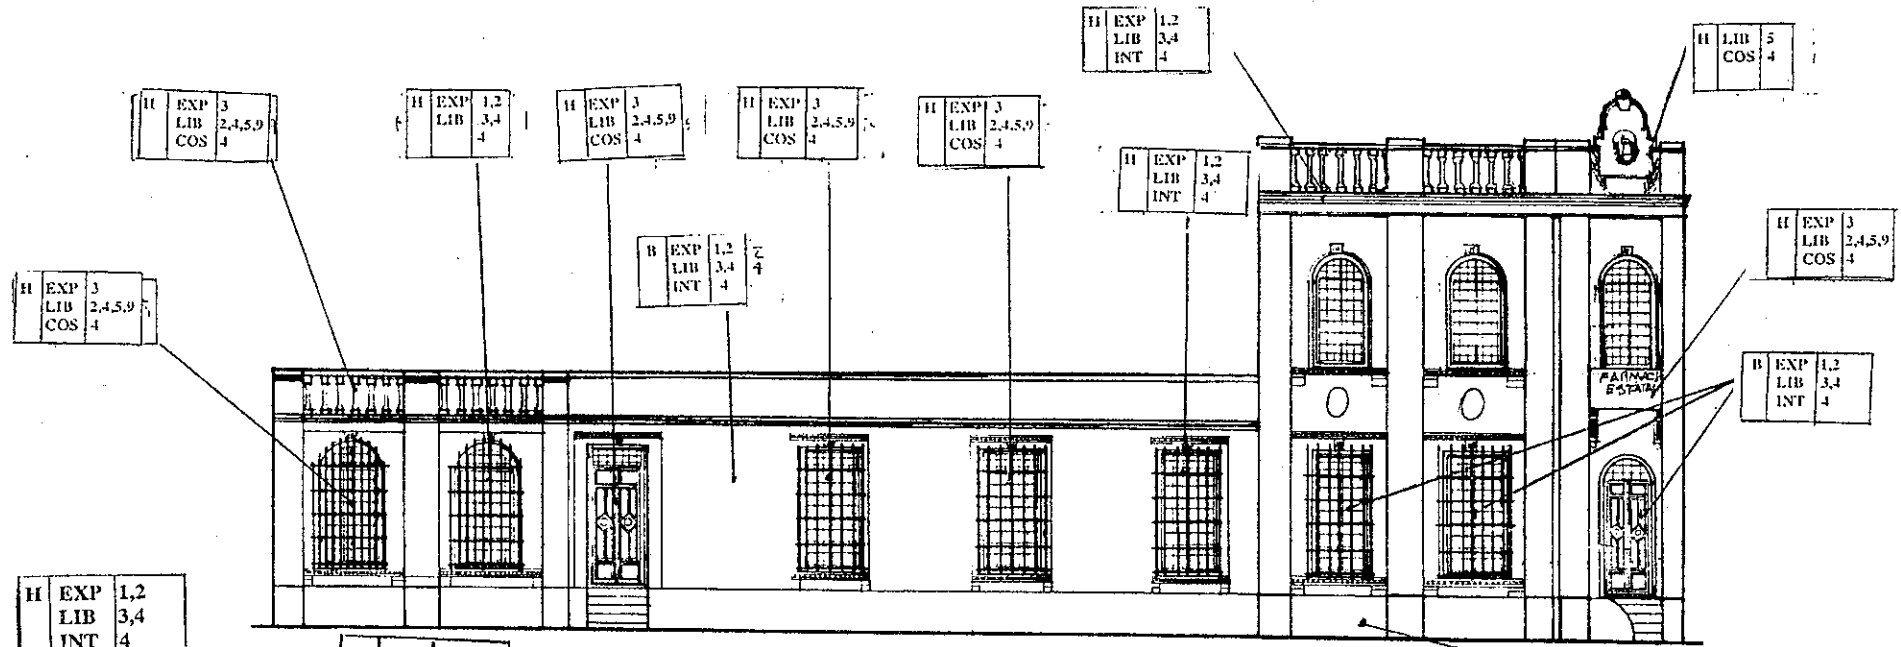 H EXP 1,2
LIB 3,4
INT 4
H LIB 5
COS 4
H EXP 3
LIB 2,4,5,9
COS 4
H EXP 1,2
LIB 3,4
4
H EXP 3
LIB 2,4,5,9
COS 4
H EXP 3
LIB 2,4,5,9
COS 4
H EXP 3
LIB 2,4,5,9
COS 4
H EXP 1,2
LIB 3,4
INT 4
H EXP 3
LIB 2,4,5,9
COS 4
B EXP 1,2
LIB 3,4
INT 4
H EXP 3
LIB 2,4,5,9
COS 4
B EXP 1,2
LIB 3,4
INT 4
FARMACI
ESTATAL
H EXP 1,2
LIB 3,4
INT 4